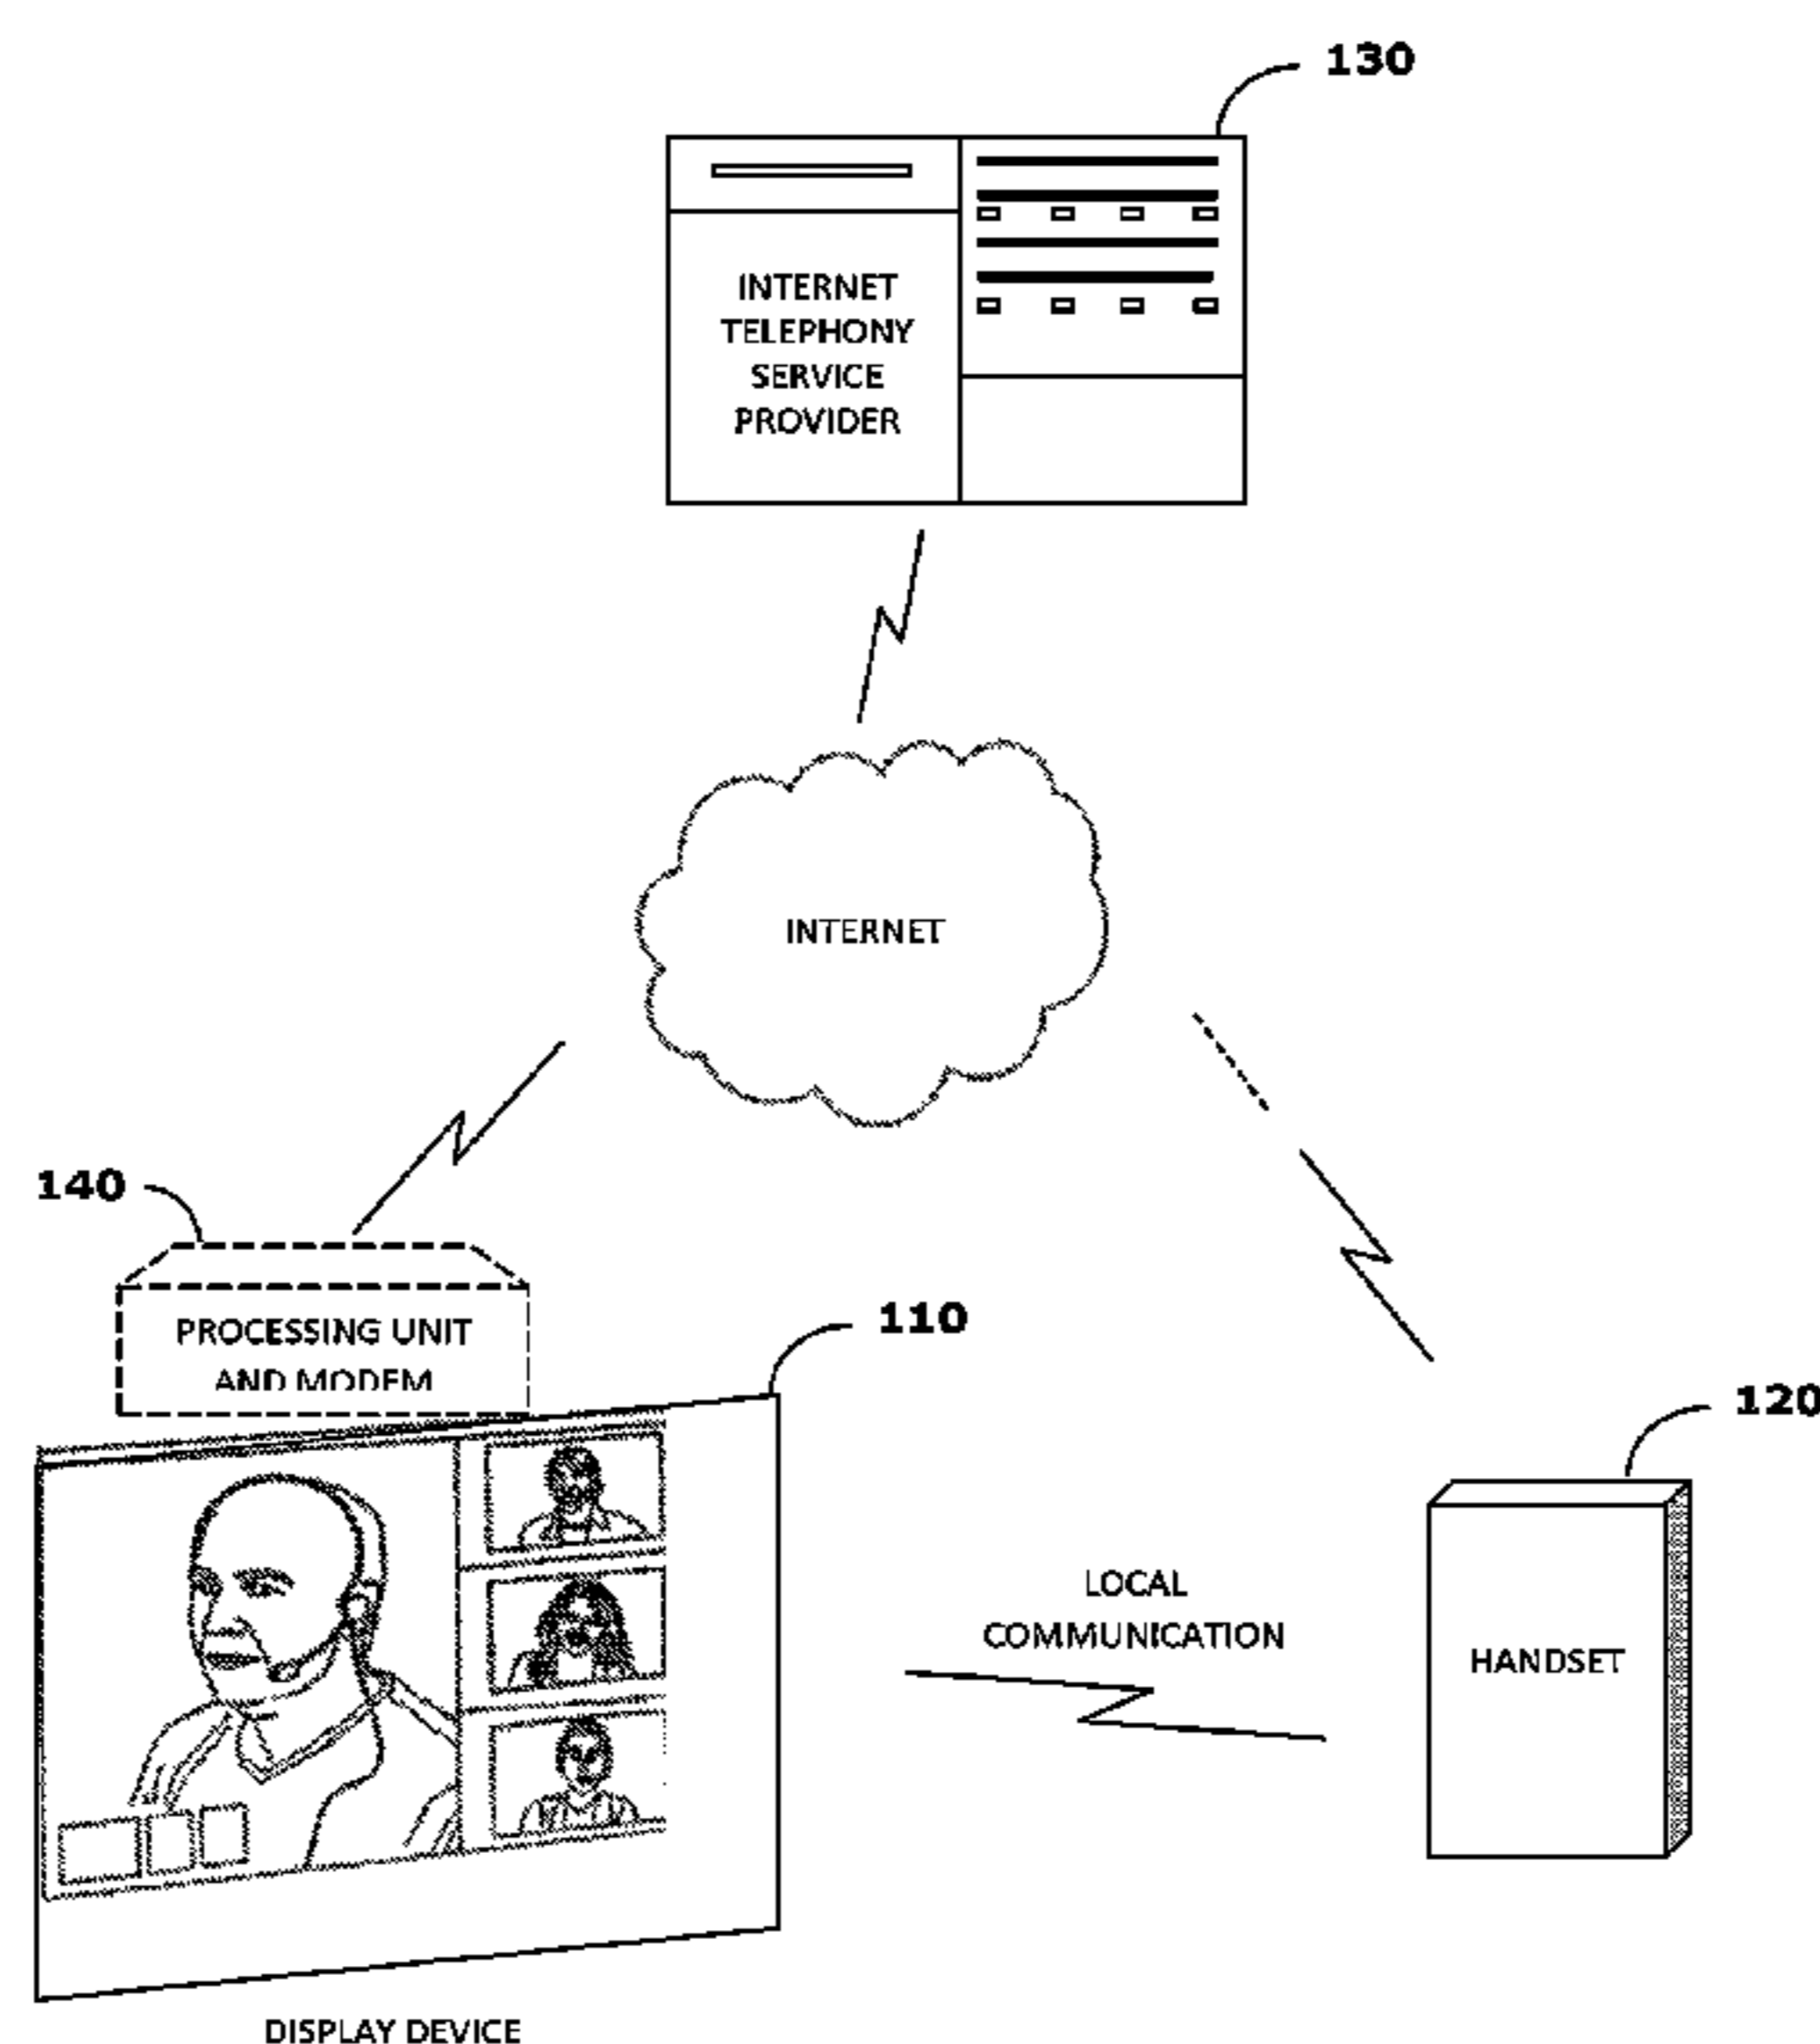 130
INTERNET
TELEPHONY
SERVICE
PROVIDER
INTERNET
140
PROCESSING UNIT
AND MODEM
110
120
LOCAL
COMMUNICATION
HANDSET
DISPLAY DEVICE